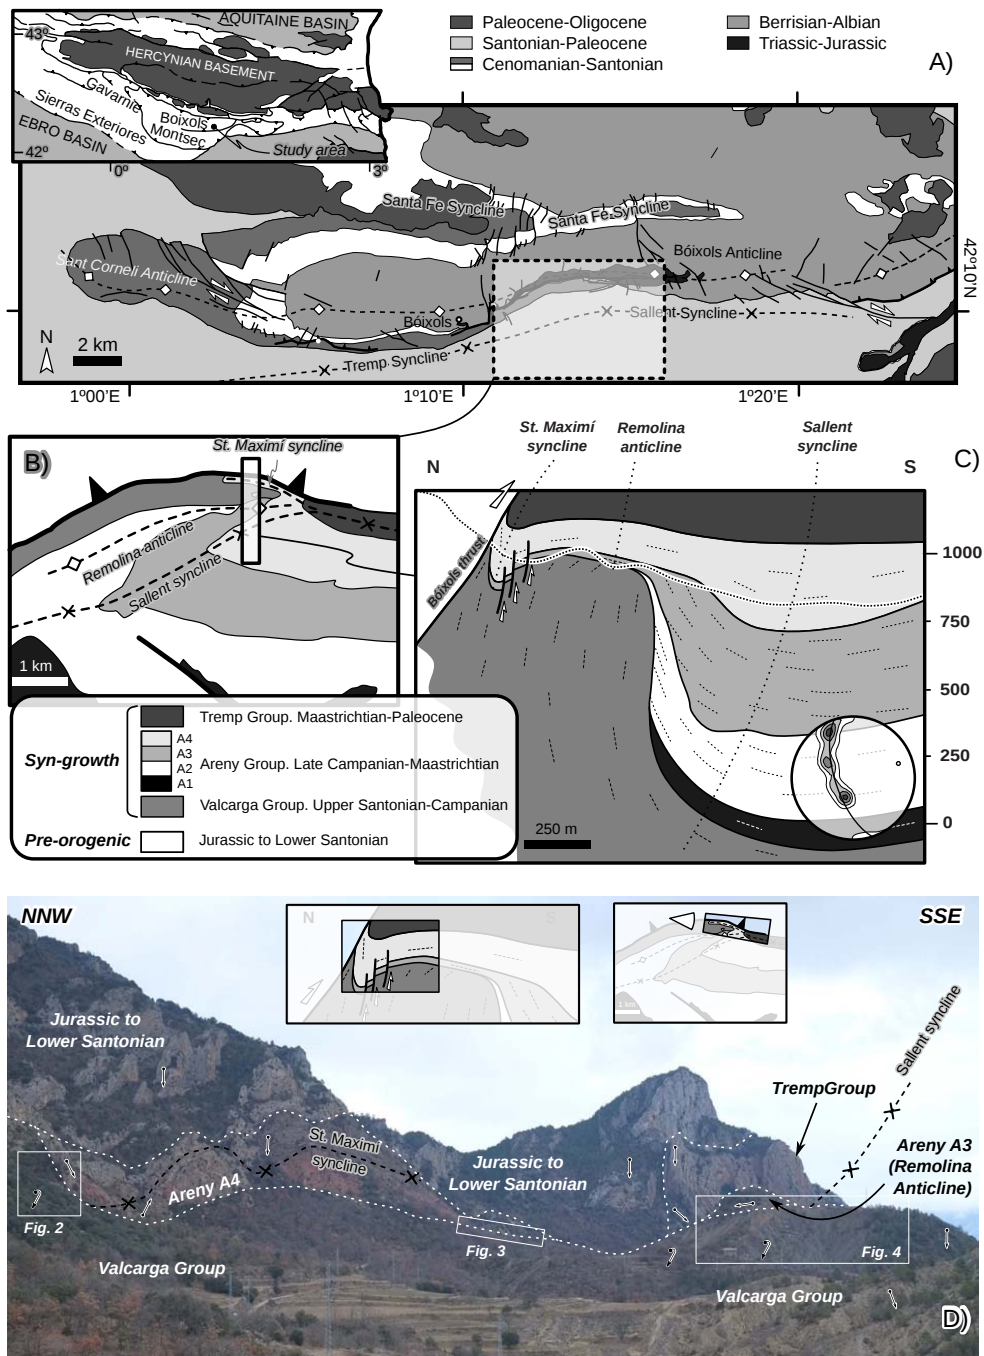 AQUITAINE BASIN
43º
HERCYNIAN BASEMENT
Gavarnie
Sierras Exteriores
Boixols
Montsec
EBRO BASIN
42º
0º
Study area
3º
Paleocene-Oligocene
Santonian-Paleocene
Cenomanian-Santonian
Berrisian-Albian
Triassic-Jurassic
A)
Santa Fe Syncline
Santa Fe Syncline
Sant Corneli Anticline
Bóixols Anticline
Bóixols
Sallent Syncline
Tremp Syncline
N
2 km
42º10'N
1º00'E
1º10'E
1º20'E
B)
St. Maximí syncline
Remolina anticline
Sallent syncline
1 km
C)
St. Maximí
syncline
Remolina
anticline
Sallent
syncline
N
S
Bóixols thrust
1000
750
500
250
0
250 m
Syn-growth
Tremp Group. Maastrichtian-Paleocene
A4
A3
A2
A1
Areny Group. Late Campanian-Maastrichtian
Valcarga Group. Upper Santonian-Campanian
Pre-orogenic
Jurassic to Lower Santonian
NNW
SSE
N
S
1 km
Jurassic to
Lower Santonian
St. Maximí
syncline
Areny A4
Jurassic to
Lower Santonian
Sallent syncline
TrempGroup
Areny A3
(Remolina
Anticline)
Fig. 2
Fig. 3
Fig. 4
Valcarga Group
Valcarga Group
D)